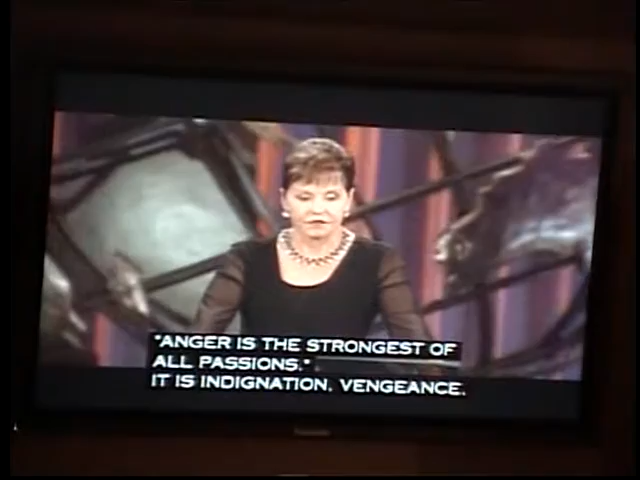 "ANGER IS THE STRONGEST OF
ALL PASSIONS."
IT IS INDIGNATION. VENGEANCE.